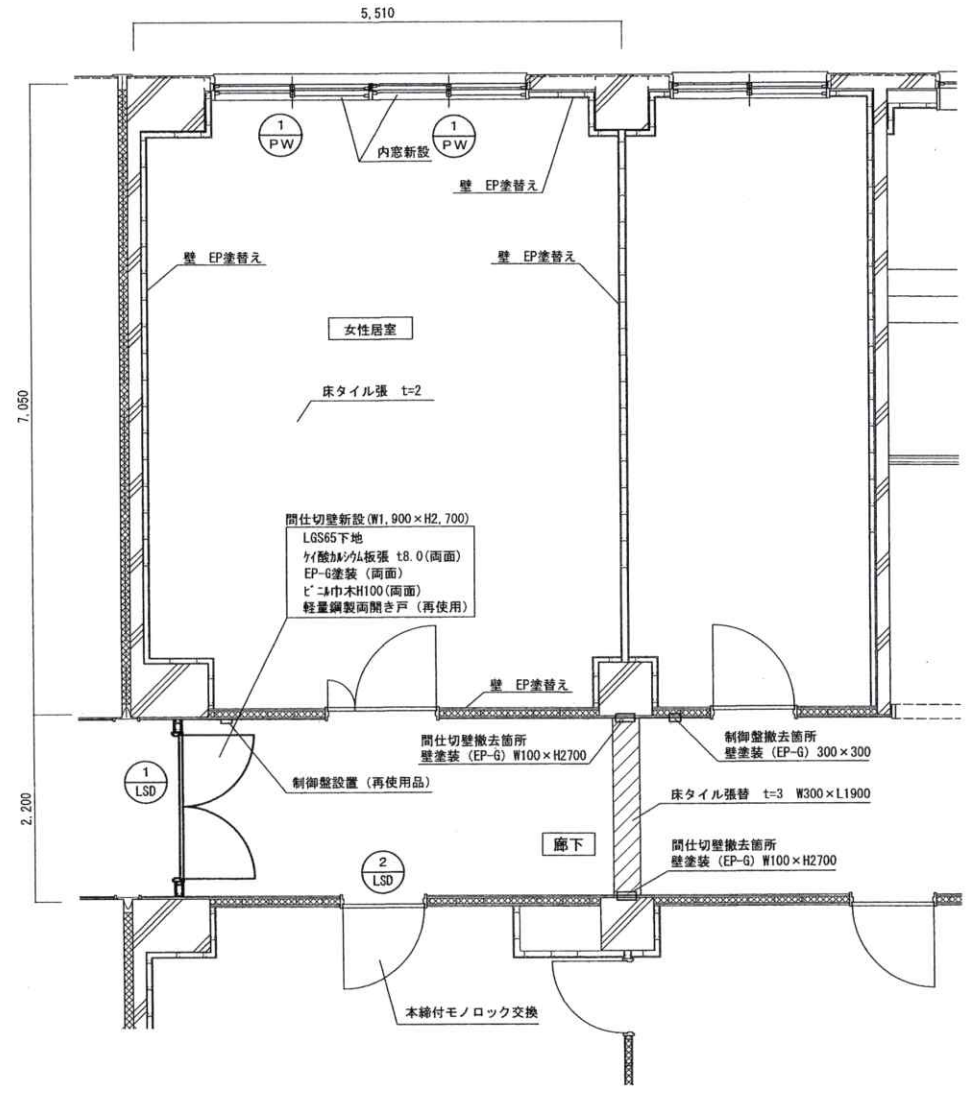 5,510
1
PW
内窓新設
1
PW
壁 EP塗替え
壁 EP塗替え
壁 EP塗替え
女性居室
床タイル張 t=2
7,050
間仕切壁新設(W1,900×H2,700)
LGS65下地
ケイ酸カルシウム板張 t8.0(両面)
EP-G塗装 (両面)
ビニル巾木H100(両面)
軽量鋼製両開き戸 (再使用)
壁 EP塗替え
間仕切壁撤去箇所
壁塗装 (EP-G) W100×H2700
制御盤撤去箇所
壁塗装 (EP-G) 300×300
1
LSD
制御盤設置 (再使用品)
床タイル張替 t=3 W300×L1900
2,200
廊下
2
LSD
間仕切壁撤去箇所
壁塗装 (EP-G) W100×H2700
本締付モノロック交換